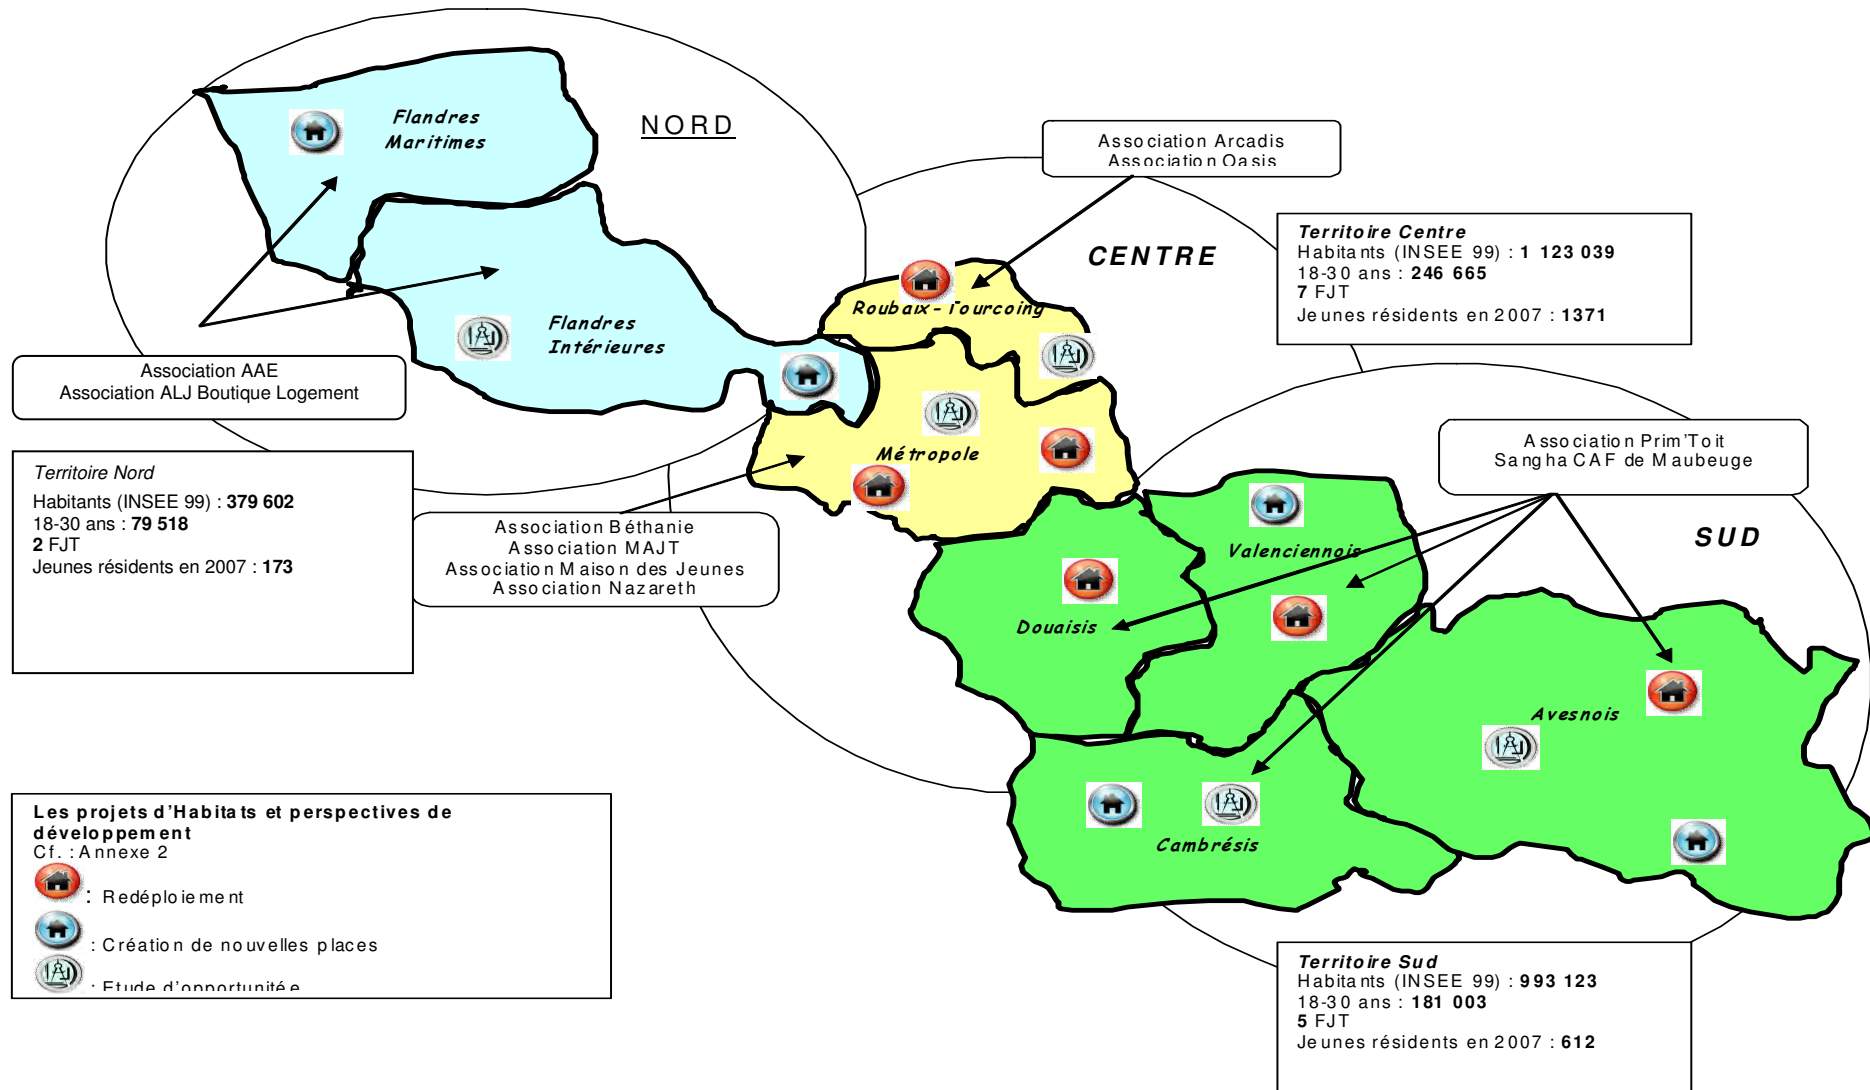 Flandres
Maritimes
NORD
Association Arcadis
Association Oasis
CENTRE
Territoire Centre
Habitants (INSEE 99) : 1 123 039
18-30 ans : 246 665
7 FJT
Jeunes résidents en 2007 : 1371
Roubaix-Tourcoing
Flandres
Intérieures
Association AAE
Association ALJ Boutique Logement
Métropole
Association Prim'Toit
Sangha CAF de Maubeuge
Territoire Nord
Habitants (INSEE 99) : 379 602
18-30 ans : 79 518
2 FJT
Jeunes résidents en 2007 : 173
Association Béthanie
Association MAJT
Association Maison des Jeunes
Association Nazareth
Valenciennois
SUD
Douaisis
Avesnois
Cambrésis
Les projets d'Habitats et perspectives de
développement
Cf. : Annexe 2
: Redéploiement
: Création de nouvelles places
: Etude d'opportunitée
Territoire Sud
Habitants (INSEE 99) : 993 123
18-30 ans : 181 003
5 FJT
Jeunes résidents en 2007 : 612